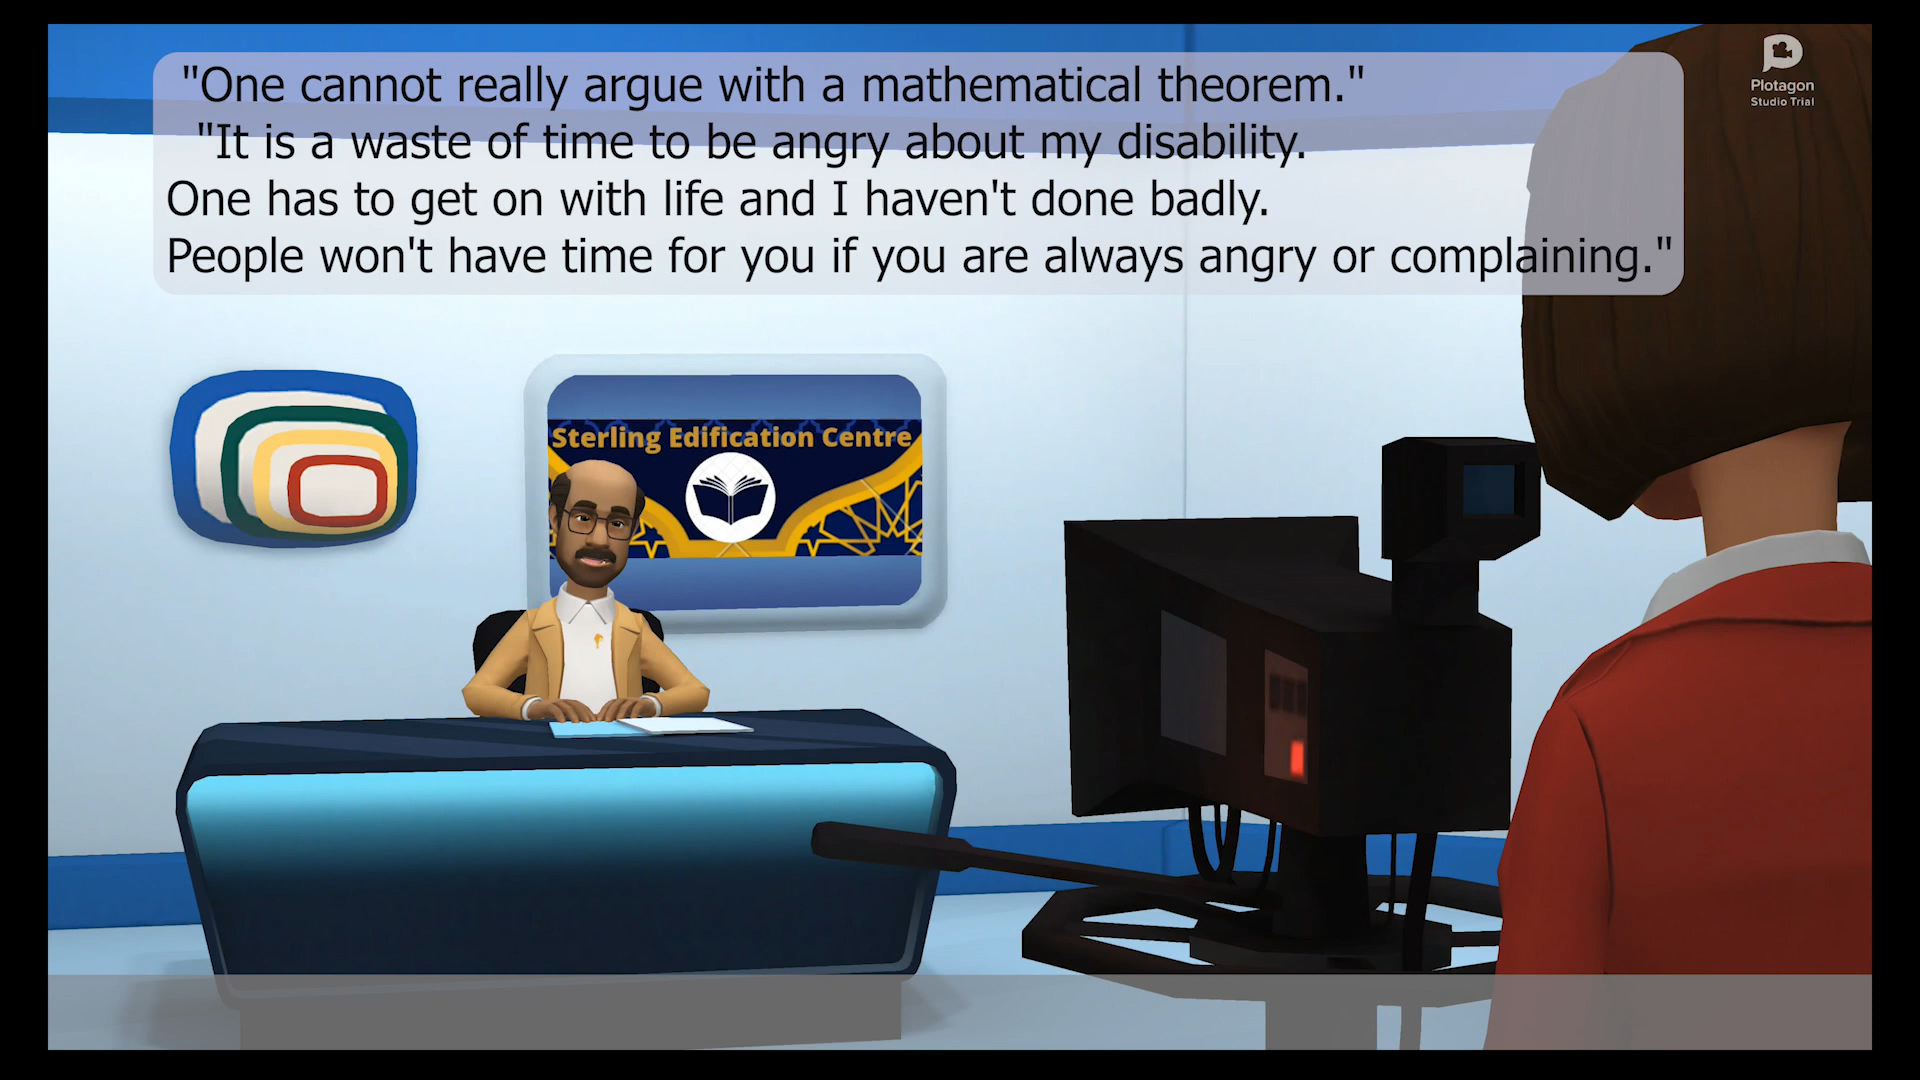 "One cannot really argue with a mathematical theorem."
"It is a waste of time to be angry about my disability.
One has to get on with life and I haven't done badly.
People won't have time for you if you are always angry or complaining."
Plotagon
Studio Trial
Sterling Edification Centre